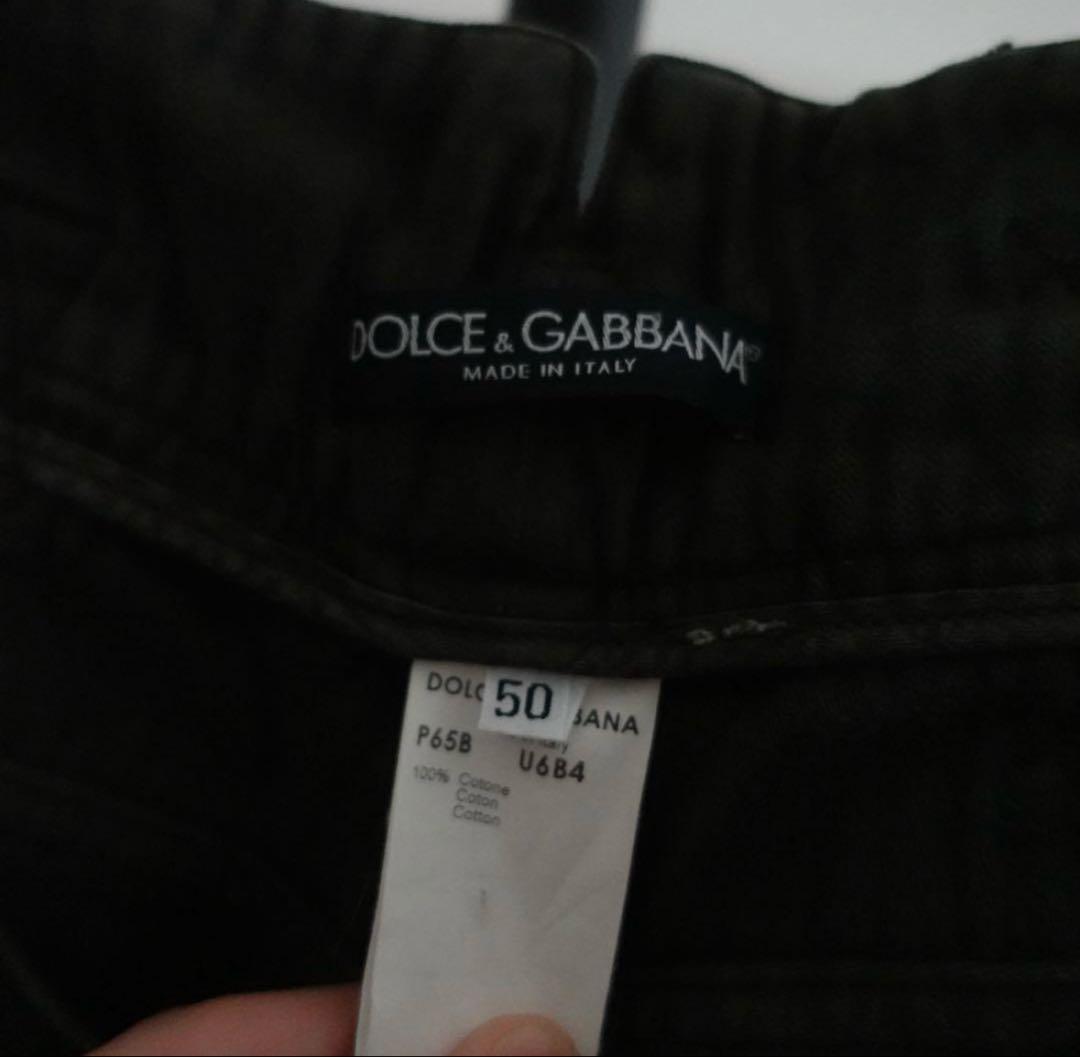 DOLCE & GABBANA®
MADE IN ITALY
50
DOLC BANA
P65B U6B4
100% Cotone
Coton
Cotton